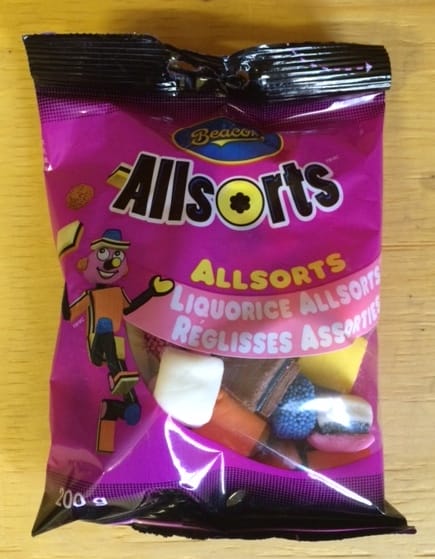 Beacon
Allsorts
ALLSORTS
LIQUORICE ALLSORTS
RÉGLISSES ASSORTIES
200 g